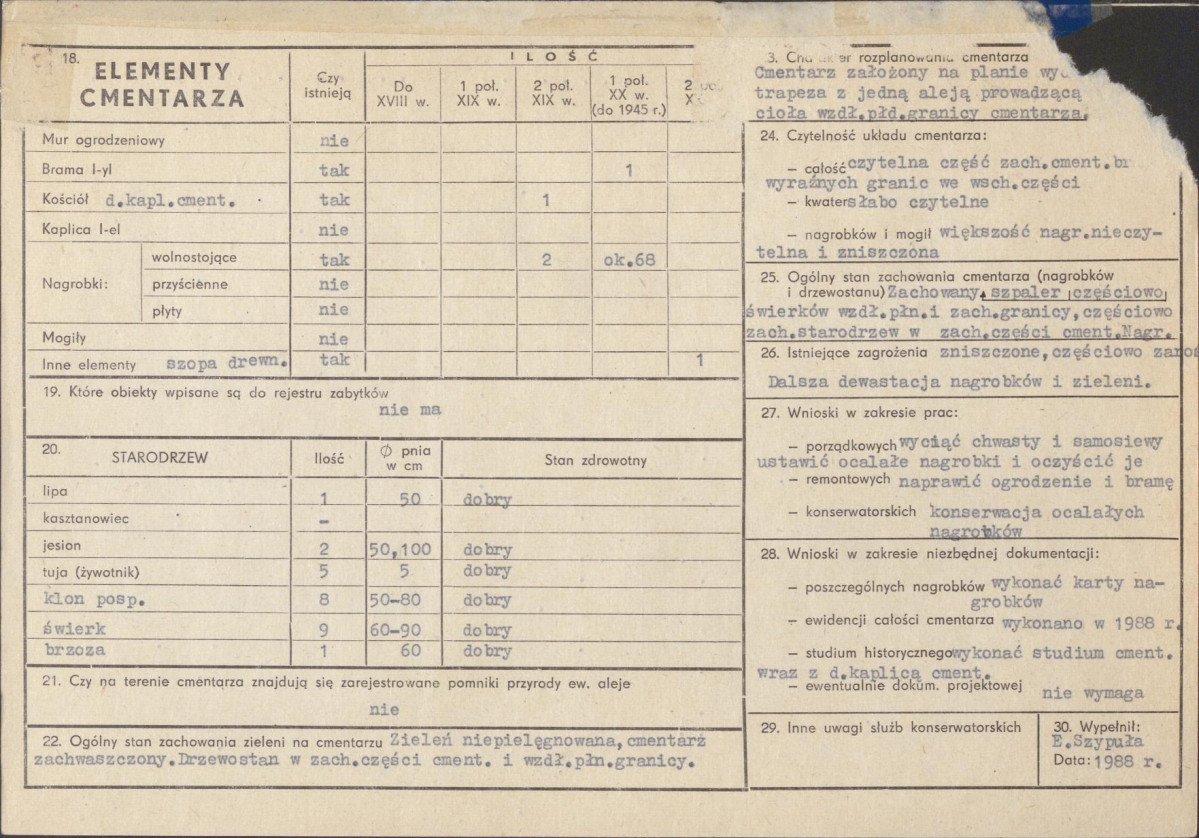 18.
ELEMENTY
CMENTARZA
Czy
istnieją
I L O Ś Ć
Do
XVIII w.
1 poł.
XIX w.
2 poł.
XIX w.
1 poł.
XX w.
(do 1945 r.)
2
Mur ogrodzeniowy nie
Brama I-yl tak 1
Kościół d.kapl.cment. tak 1
Kaplica I-el nie
Nagrobki:
wolnostojące tak 2 ok.68
przyścienne nie
płyty nie
Mogiły nie
Inne elementy szopa drewn. tak 1
19. Które obiekty wpisane są do rejestru zabytków
nie ma
20.
STARODRZEW
Ilość
Ø pnia
w cm
Stan zdrowotny
lipa 1 50 dobry
kasztanowiec –
jesion 2 50,100 dobry
tuja (żywotnik) 5 5 dobry
klon posp. 8 50-80 dobry
świerk 9 60-90 dobry
brzoza 1 60 dobry
21. Czy na terenie cmentarza znajdują się zarejestrowane pomniki przyrody ew. aleje
nie
22. Ogólny stan zachowania zieleni na cmentarzu Zieleń niepielęgnowana,cmentarz
zachwaszczony.Drzewostan w zach.części cment. i wzdł.płn.granicy.
3. rozplanowania cmentarza
Cmentarz założony na planie
trapeza z jedną aleją prowadzącą
cioła wzdł.płd.granicy cmentarza.
24. Czytelność układu cmentarza:
– całość czytelna część zach.cment.
wyraźnych granic we wsch.części
– kwater słabo czytelne
– nagrobków i mogił większość nagr.nieczy-
telna i zniszczona
25. Ogólny stan zachowania cmentarza (nagrobków
i drzewostanu) Zachowany szpaler częściowo
świerków wzdł.płn.i zach.granicy,częściowo
zach.starodrzew w zach.części cment.Nagr.
26. Istniejące zagrożenia zniszczone,częściowo zaros
Dalsza dewastacja nagrobków i zieleni.
27. Wnioski w zakresie prac:
– porządkowych wyciąć chwasty i samosiewy
ustawić ocalałe nagrobki i oczyścić je
– remontowych naprawić ogrodzenie i bramę
– konserwatorskich konserwacja ocalałych
nagrobków
28. Wnioski w zakresie niezbędnej dokumentacji:
– poszczególnych nagrobków wykonać karty na-
grobków
– ewidencji całości cmentarza wykonano w 1988 r.
– studium historycznego wykonać studium cment.
wraz z d.kaplicą cment.
– ewentualnie dokum. projektowej nie wymaga
29. Inne uwagi służb konserwatorskich
30. Wypełnił:
E.Szypuła
Data: 1988 r.